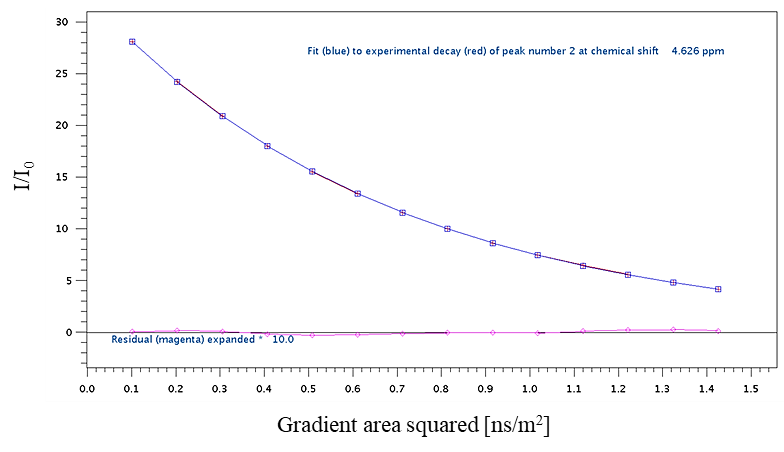 30
Fit (blue) to experimental decay (red) of peak number 2 at chemical shift 4.626 ppm
25
20
I/I0
15
10
5
0
Residual (magenta) expanded * 10.0
0.0 0.1 0.2 0.3 0.4 0.5 0.6 0.7 0.8 0.9 1.0 1.1 1.2 1.3 1.4 1.5
Gradient area squared [ns/m²]